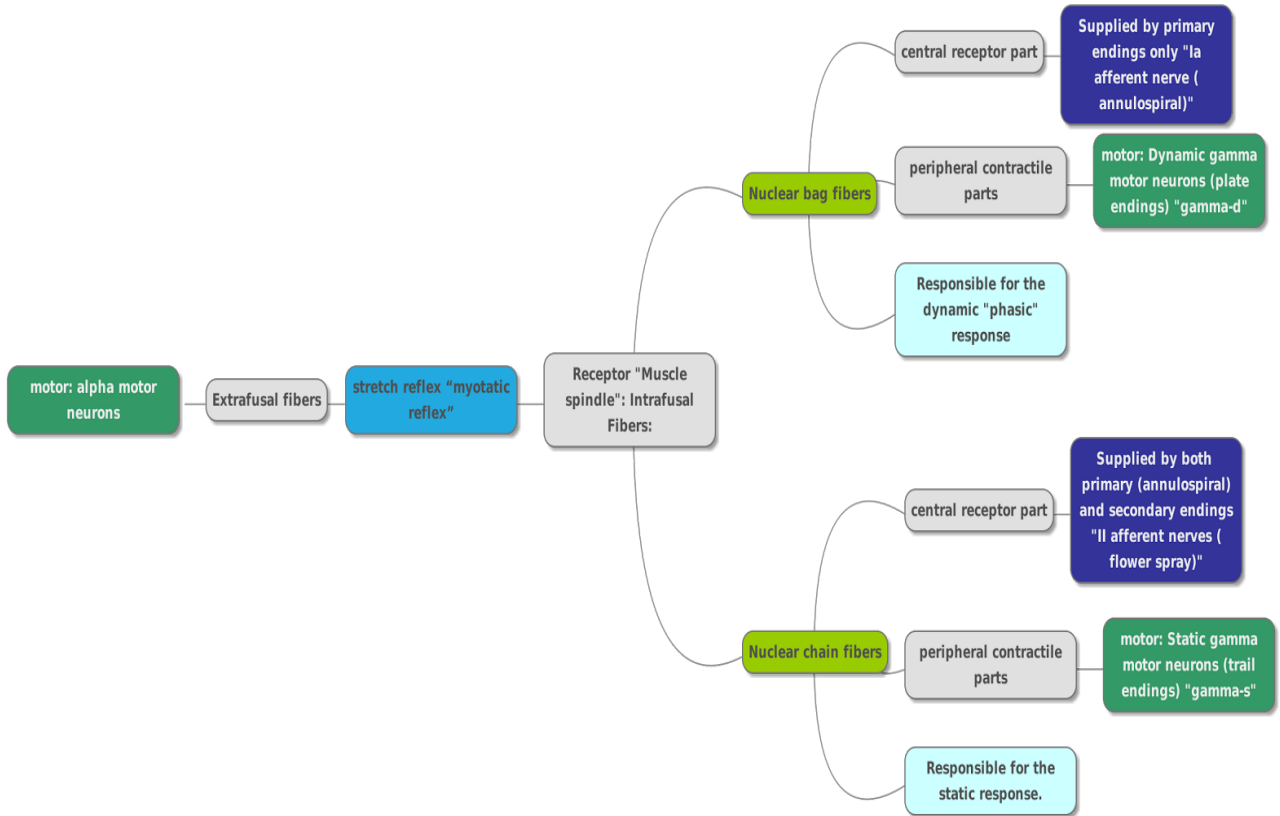 motor: alpha motor
neurons
Extrafusal fibers
stretch reflex “myotatic
reflex”
Receptor "Muscle
spindle": Intrafusal
Fibers:
Nuclear bag fibers
central receptor part
Supplied by primary
endings only "Ia
afferent nerve (
annulospiral)"
peripheral contractile
parts
motor: Dynamic gamma
motor neurons (plate
endings) "gamma-d"
Responsible for the
dynamic "phasic"
response
Nuclear chain fibers
central receptor part
Supplied by both
primary (annulospiral)
and secondary endings
"II afferent nerves (
flower spray)"
peripheral contractile
parts
motor: Static gamma
motor neurons (trail
endings) "gamma-s"
Responsible for the
static response.